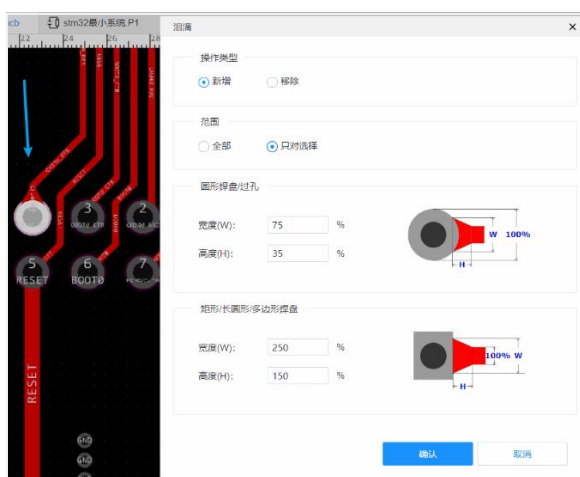 cb stm32最小系统.P1
22 24 26 28
泪滴
操作类型
新增 移除
范围
全部 只对选择
圆形焊盘/过孔
宽度(W): 75 %
高度(H): 35 %
W 100%
H
矩形/长圆形/多边形焊盘
宽度(W): 250 %
高度(H): 150 %
100% W
H
确认 取消
3 2
5 6 7
RESET BOOT0
RESET
GND
GND